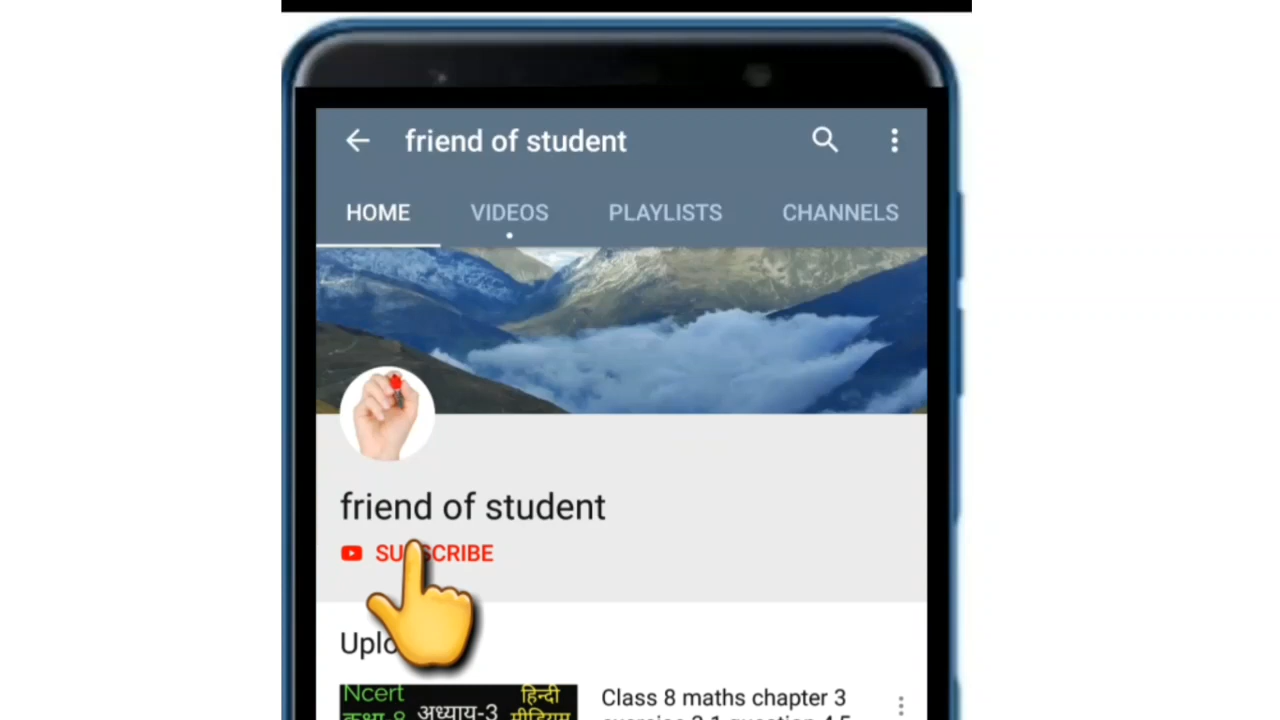 friend of student
HOME VIDEOS PLAYLISTS CHANNELS
friend of student
SUBSCRIBE
Ncert
हिन्दी
अध्याय-3
Class 8 maths chapter 3